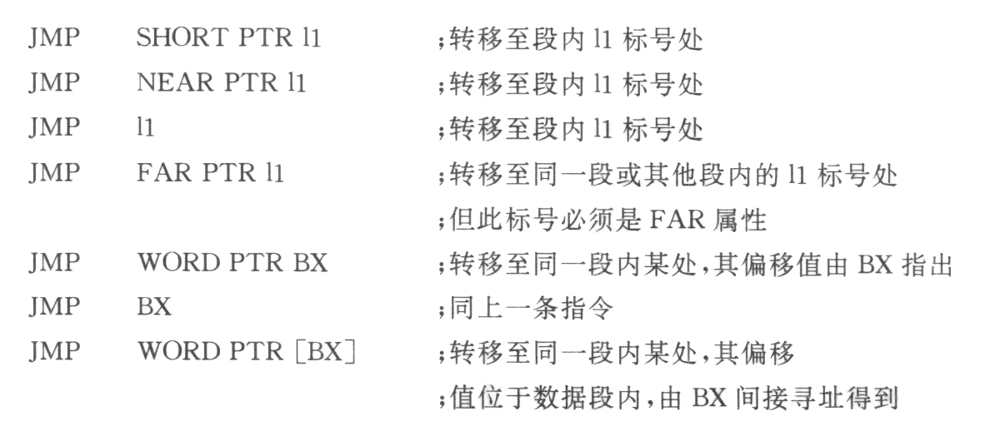 JMP SHORT PTR l1 ;转移至段内 l1 标号处
JMP NEAR PTR l1 ;转移至段内 l1 标号处
JMP l1 ;转移至段内 l1 标号处
JMP FAR PTR l1 ;转移至同一段或其他段内的 l1 标号处
;但此标号必须是 FAR 属性
JMP WORD PTR BX ;转移至同一段内某处,其偏移值由 BX 指出
JMP BX ;同上一条指令
JMP WORD PTR [BX] ;转移至同一段内某处,其偏移
;值位于数据段内,由 BX 间接寻址得到